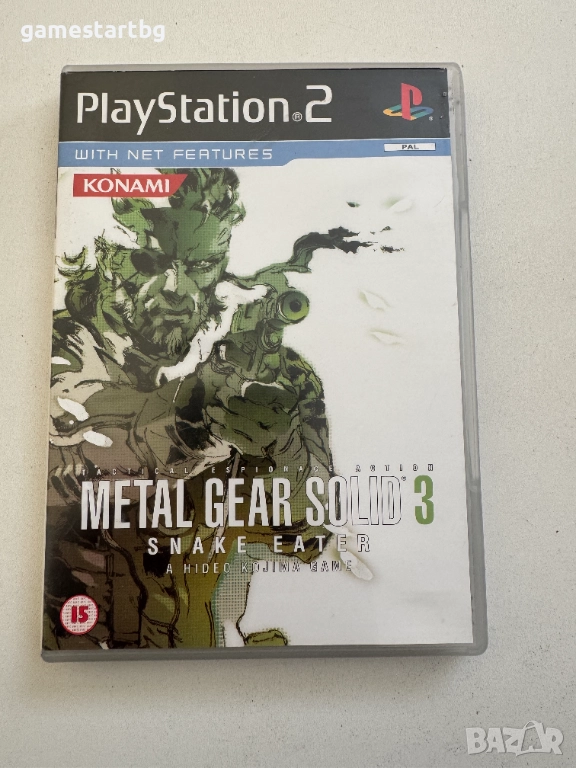 gamestartbg
PlayStation®2
PAL
WITH NET FEATURES
KONAMI
TACTICAL ESPIONAGE ACTION
METAL GEAR SOLID® 3
SNAKE EATER
A HIDEO KOJIMA GAME
15
BAZAR